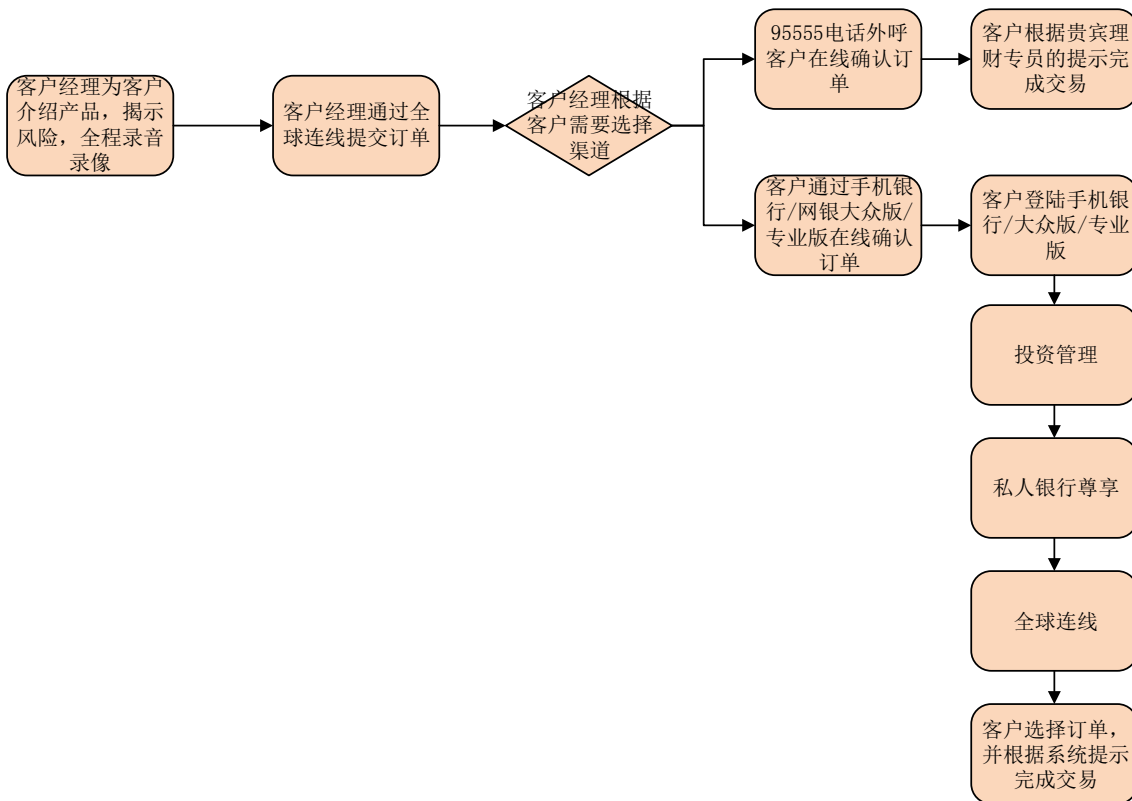 客户经理为客户
介绍产品，揭示
风险，全程录音
录像
客户经理通过全
球连线提交订单
客户经理根据
客户需要选择
渠道
95555电话外呼
客户在线确认订
单
客户根据贵宾理
财专员的提示完
成交易
客户通过手机银
行/网银大众版/
专业版在线确认
订单
客户登陆手机银
行/大众版/专业
版
投资管理
私人银行尊享
全球连线
客户选择订单，
并根据系统提示
完成交易